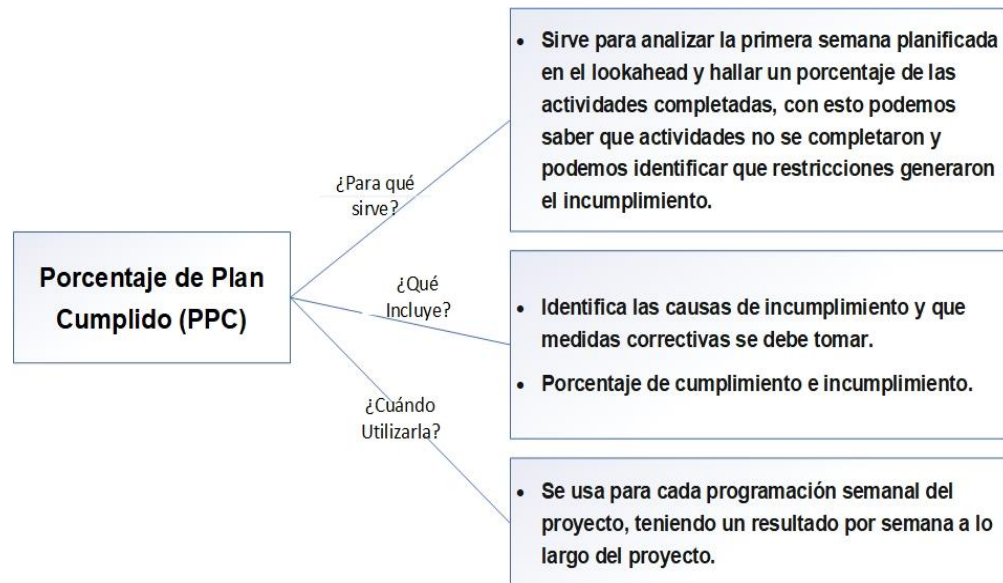 Porcentaje de Plan
Cumplido (PPC)
¿Para qué
sirve?
• Sirve para analizar la primera semana planificada
en el lookahead y hallar un porcentaje de las
actividades completadas, con esto podemos
saber que actividades no se completaron y
podemos identificar que restricciones generaron
el incumplimiento.
¿Qué
Incluye?
• Identifica las causas de incumplimiento y que
medidas correctivas se debe tomar.
• Porcentaje de cumplimiento e incumplimiento.
¿Cuándo
Utilizarla?
• Se usa para cada programación semanal del
proyecto, teniendo un resultado por semana a lo
largo del proyecto.